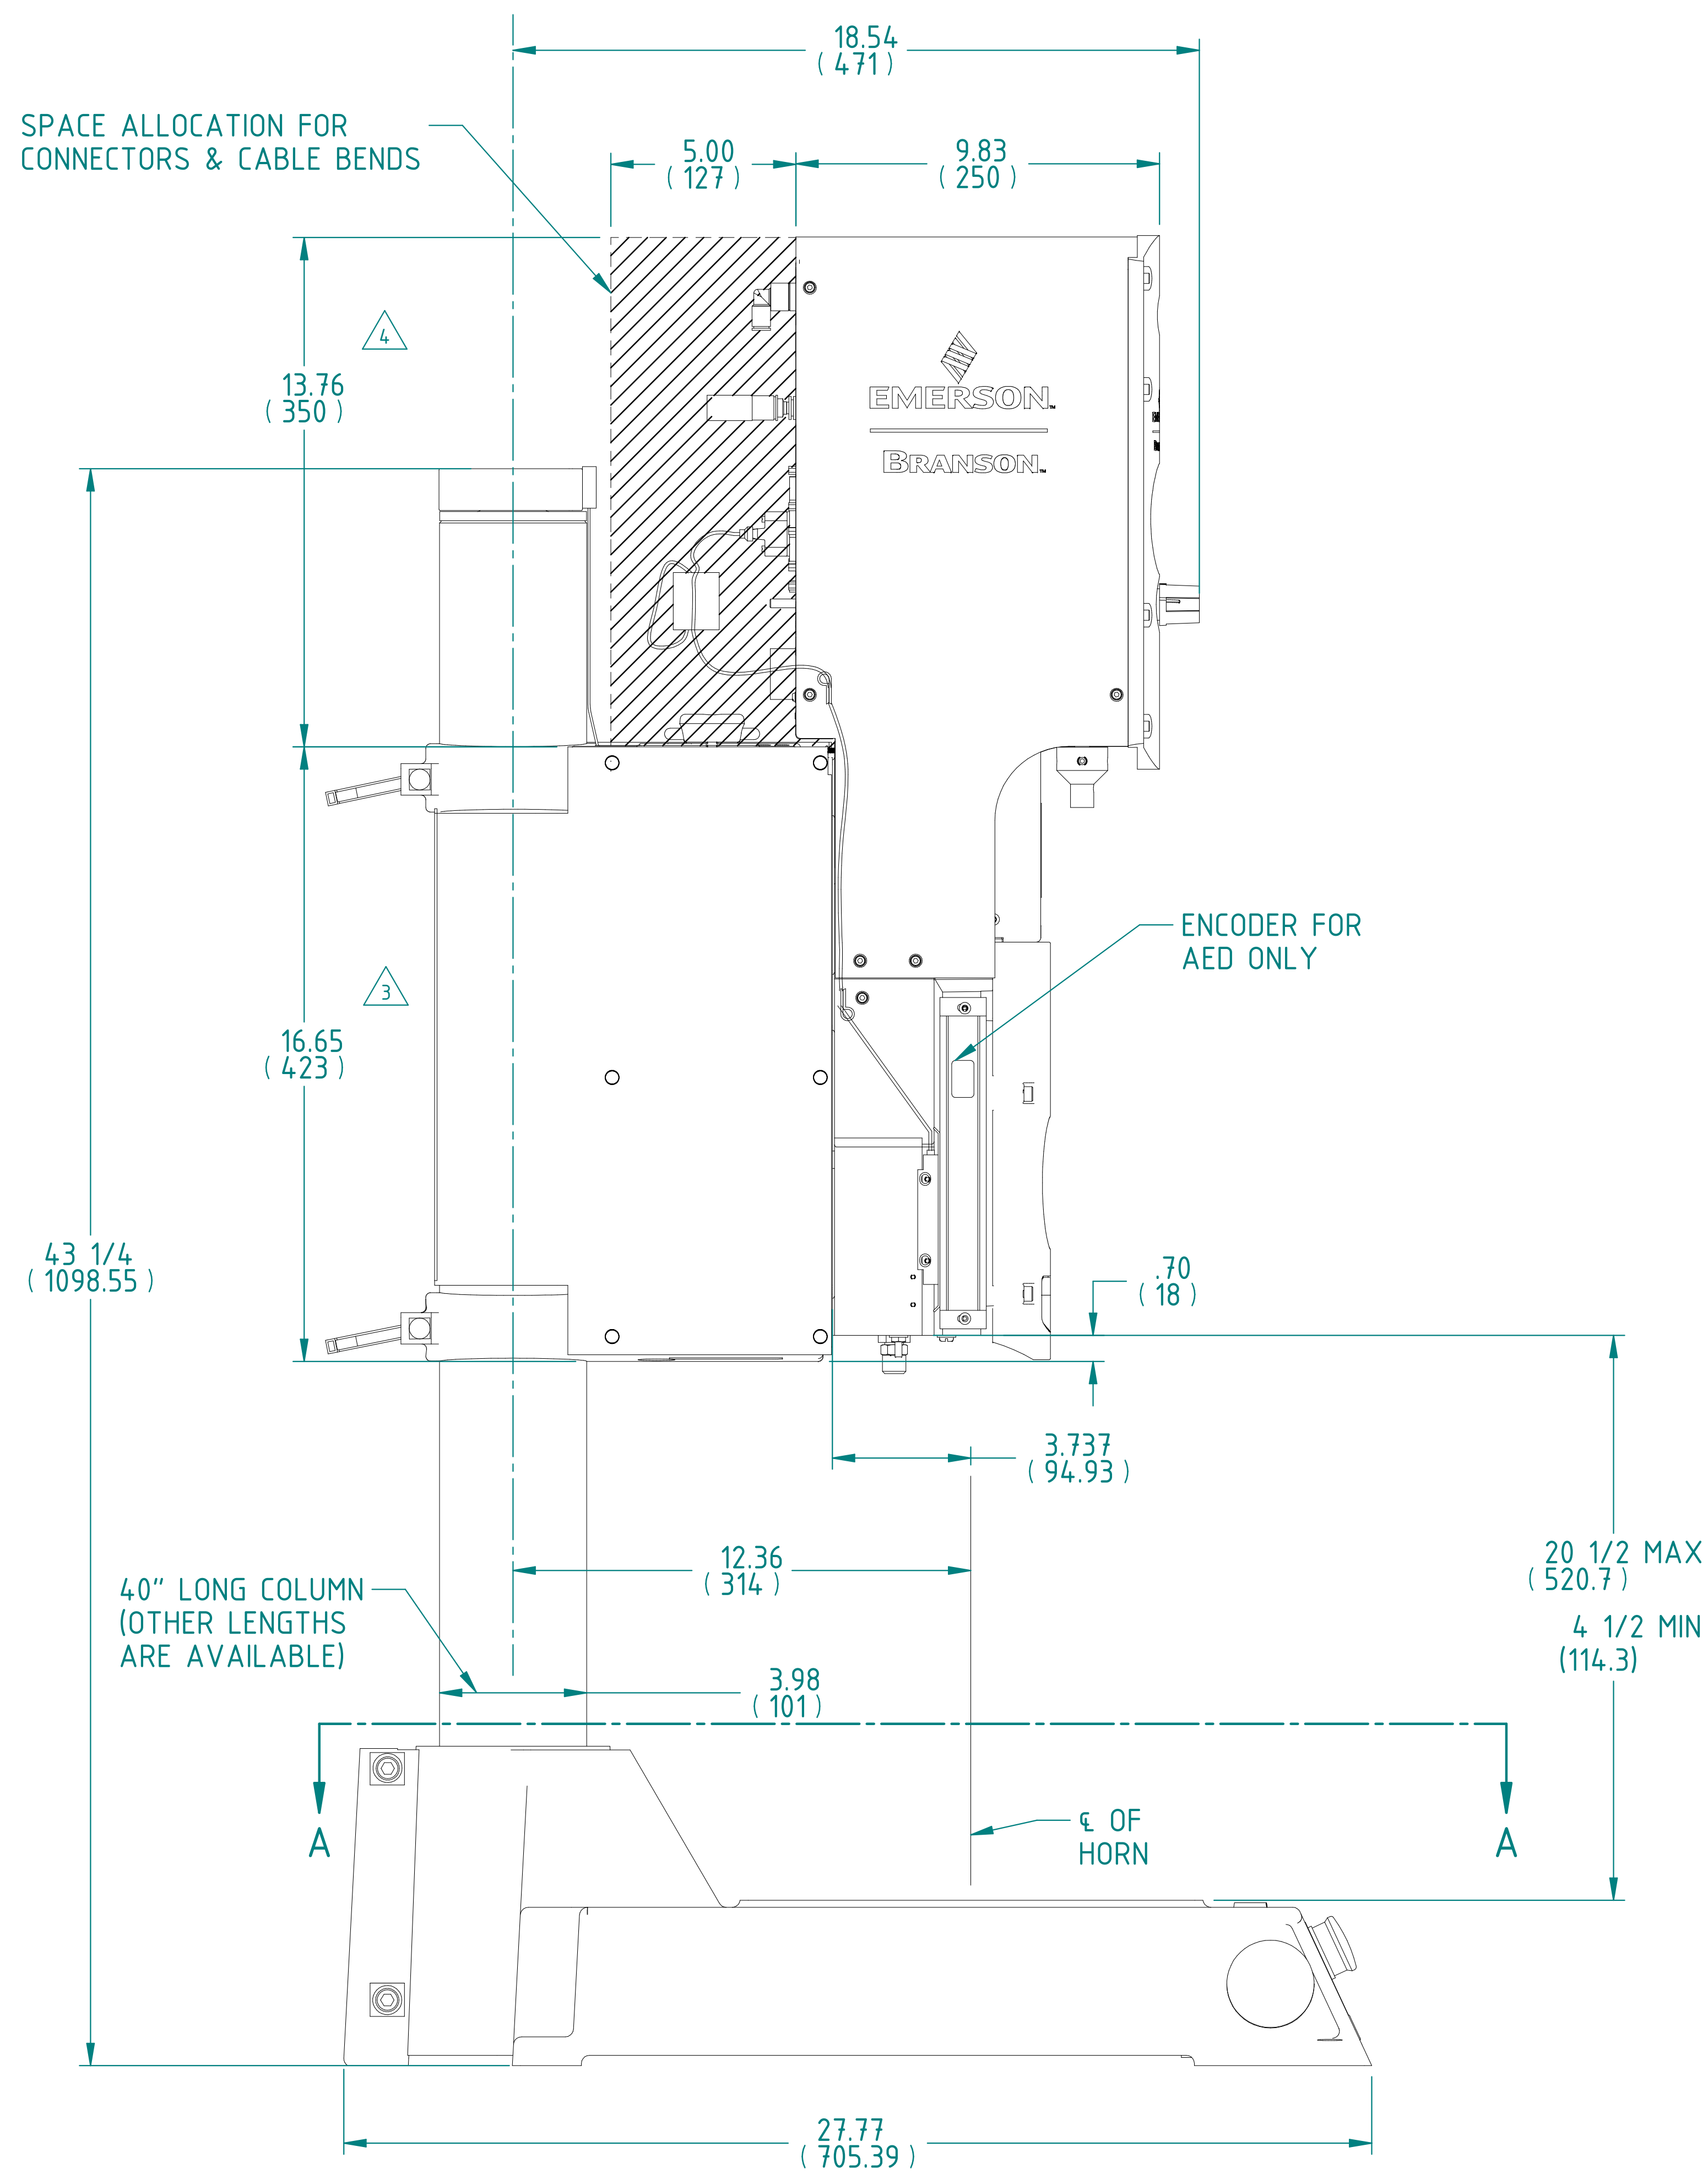 18.54
( 471 )
SPACE ALLOCATION FOR
CONNECTORS & CABLE BENDS
5.00
( 127 )
9.83
( 250 )
4
13.76
( 350 )
EMERSON™
BRANSON™
ENCODER FOR
AED ONLY
3
16.65
( 423 )
43 1/4
( 1098.55 )
.70
( 18 )
3.737
( 94.93 )
12.36
( 314 )
20 1/2 MAX
( 520.7 )
4 1/2 MIN
(114.3)
40" LONG COLUMN
(OTHER LENGTHS
ARE AVAILABLE)
3.98
( 101 )
A
A
℄ OF
HORN
27.77
( 705.39 )